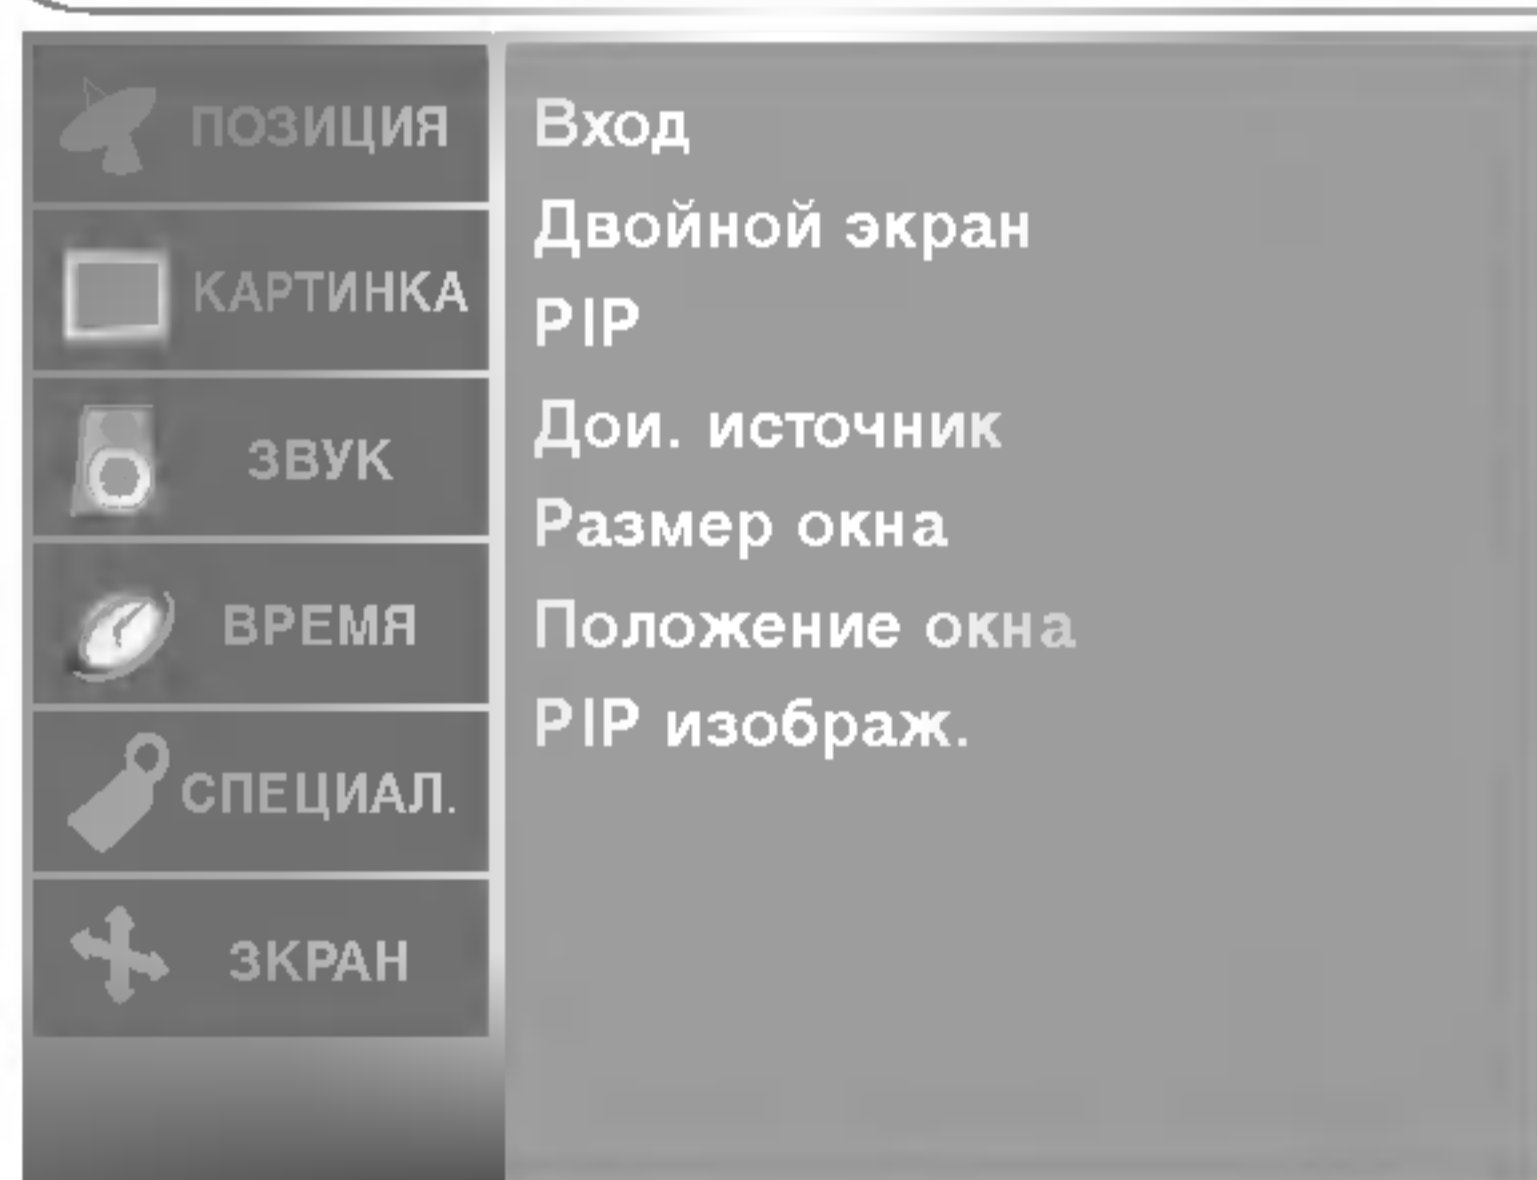 ПОЗИЦИЯ
КАРТИНКА
ЗВУК
ВРЕМЯ
СПЕЦИАЛ.
ЗКРАН
Вход
Двойной экран
PIP
Дои. источник
Размер окна
Положение окна
PIP изображ.